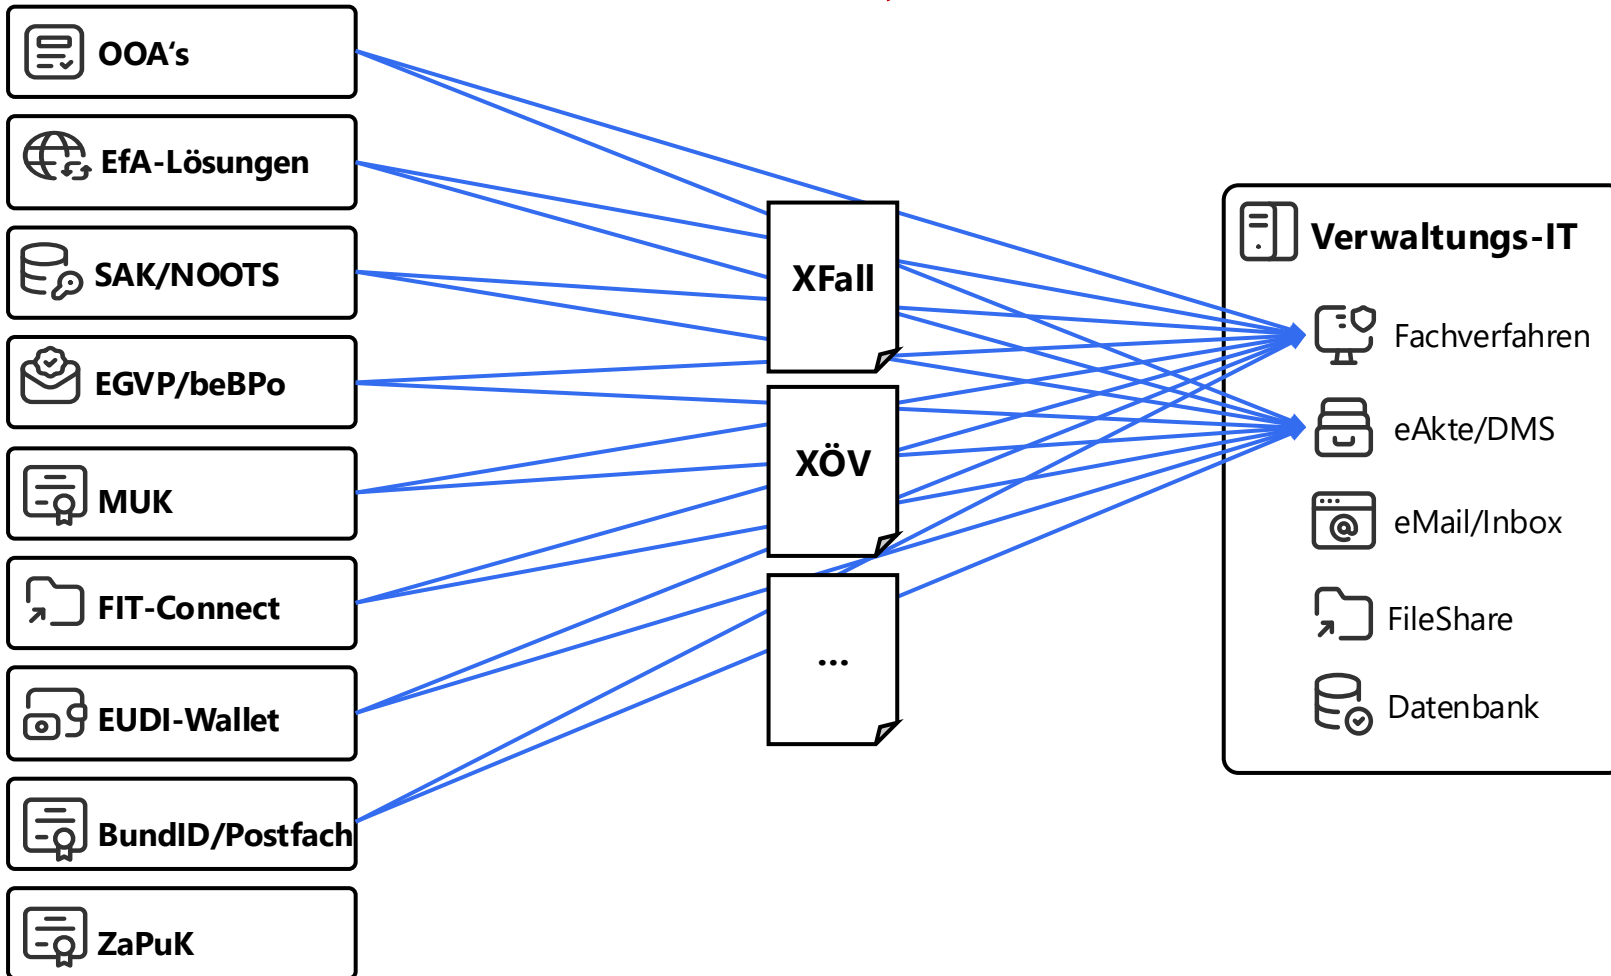 OOA‘s
EfA-Lösungen
SAK/NOOTS
EGVP/beBPo
MUK
FIT-Connect
EUDI-Wallet
BundID/Postfach
ZaPuK
XFall
XÖV
...
Verwaltungs-IT
Fachverfahren
eAkte/DMS
eMail/Inbox
FileShare
Datenbank